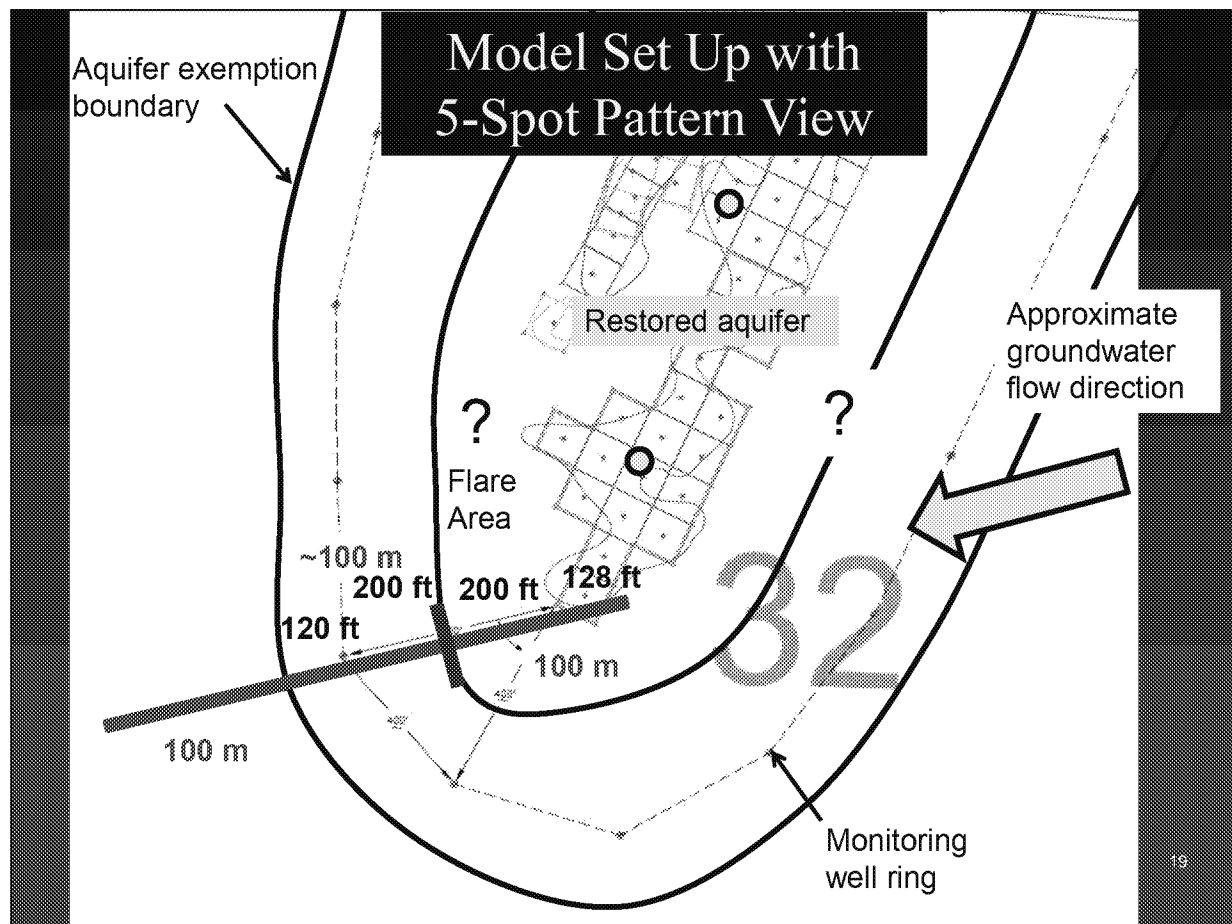 Model Set Up with
5-Spot Pattern View
Aquifer exemption
boundary
Restored aquifer
Approximate
groundwater
flow direction
?
?
Flare
Area
~100 m
200 ft
200 ft
128 ft
120 ft
32
100 m
100 m
Monitoring
well ring
19